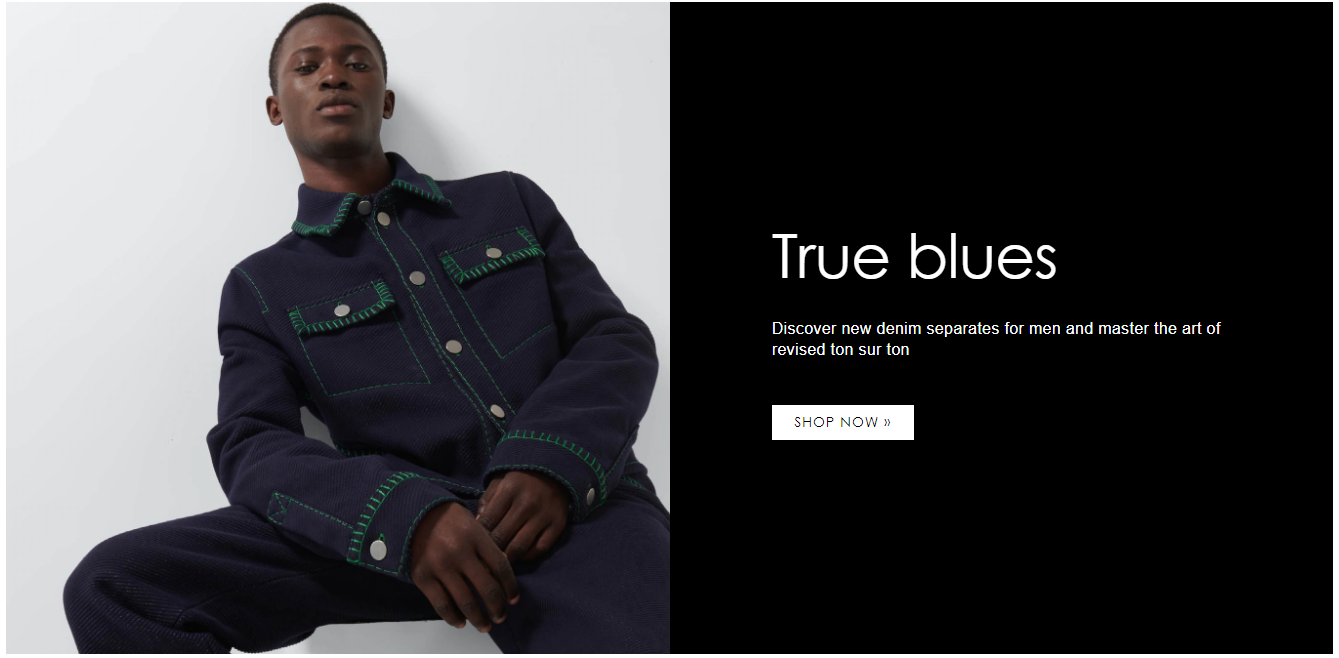 True blues
Discover new denim separates for men and master the art of
revised ton sur ton
SHOP NOW »